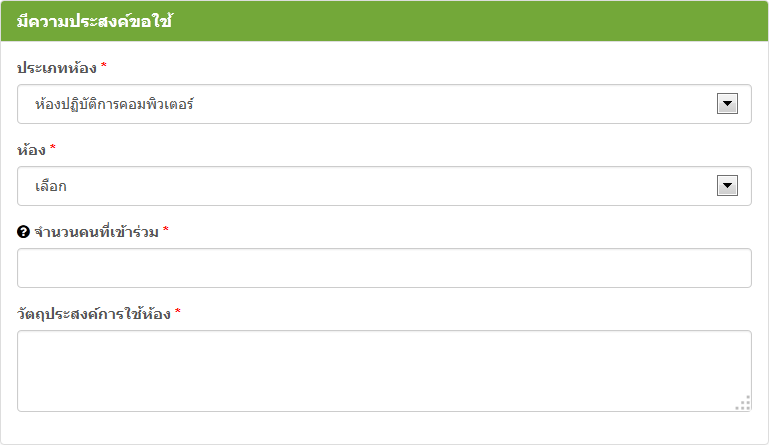 มีความประสงค์ขอใช้
ประเภทห้อง *
ห้องปฏิบัติการคอมพิวเตอร์
ห้อง *
เลือก
จำนวนคนที่เข้าร่วม *
วัตถุประสงค์การใช้ห้อง *